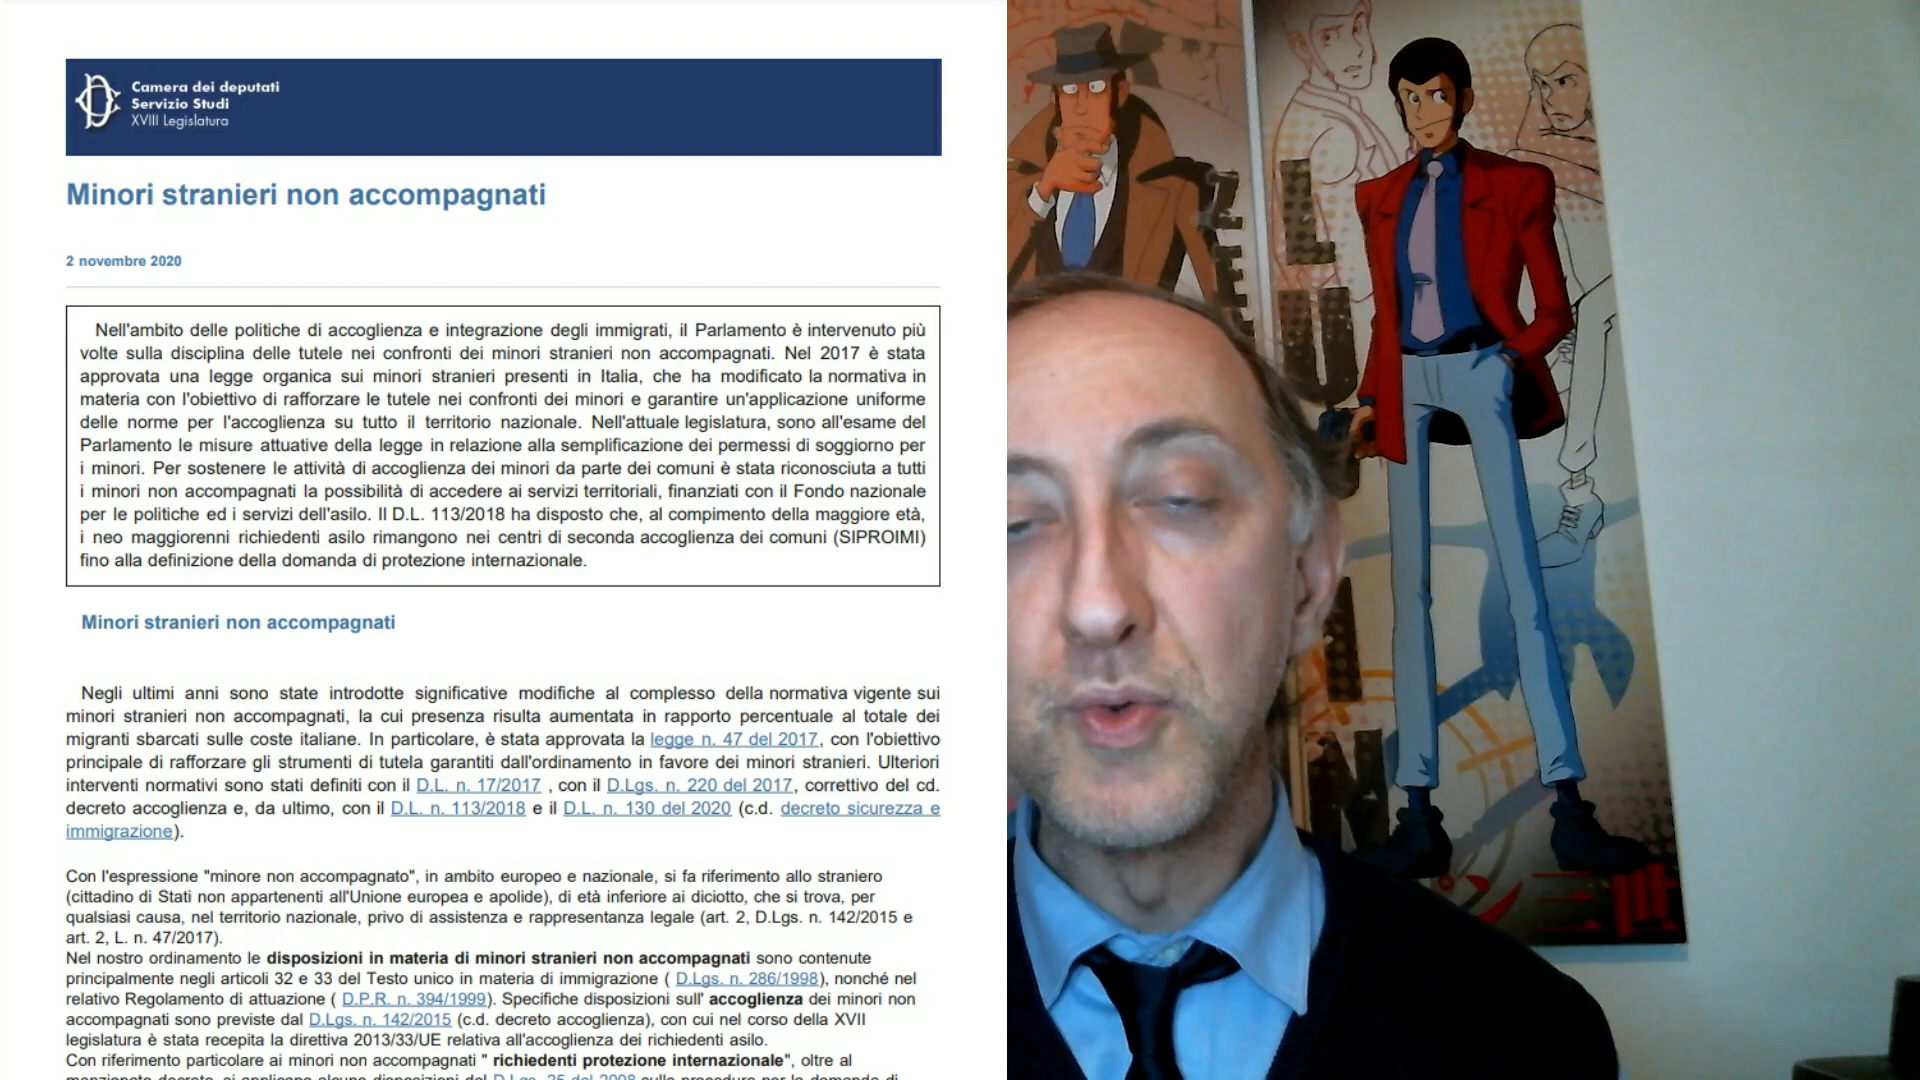 Camera dei deputati
Servizio Studi
XVIII Legislatura
Minori stranieri non accompagnati
2 novembre 2020
Nell'ambito delle politiche di accoglienza e integrazione degli immigrati, il Parlamento è intervenuto più
volte sulla disciplina delle tutele nei confronti dei minori stranieri non accompagnati. Nel 2017 è stata
approvata una legge organica sui minori stranieri presenti in Italia, che ha modificato la normativa in
materia con l'obiettivo di rafforzare le tutele nei confronti dei minori e garantire un'applicazione uniforme
delle norme per l'accoglienza su tutto il territorio nazionale. Nell'attuale legislatura, sono all'esame del
Parlamento le misure attuative della legge in relazione alla semplificazione dei permessi di soggiorno per
i minori. Per sostenere le attività di accoglienza dei minori da parte dei comuni è stata riconosciuta a tutti
i minori non accompagnati la possibilità di accedere ai servizi territoriali, finanziati con il Fondo nazionale
per le politiche ed i servizi dell'asilo. Il D.L. 113/2018 ha disposto che, al compimento della maggiore età,
i neo maggiorenni richiedenti asilo rimangono nei centri di seconda accoglienza dei comuni (SIPROIMI)
fino alla definizione della domanda di protezione internazionale.
Minori stranieri non accompagnati
Negli ultimi anni sono state introdotte significative modifiche al complesso della normativa vigente sui
minori stranieri non accompagnati, la cui presenza risulta aumentata in rapporto percentuale al totale dei
migranti sbarcati sulle coste italiane. In particolare, è stata approvata la legge n. 47 del 2017, con l'obiettivo
principale di rafforzare gli strumenti di tutela garantiti dall'ordinamento in favore dei minori stranieri. Ulteriori
interventi normativi sono stati definiti con il D.L. n. 17/2017 , con il D.Lgs. n. 220 del 2017, correttivo del cd.
decreto accoglienza e, da ultimo, con il D.L. n. 113/2018 e il D.L. n. 130 del 2020 (c.d. decreto sicurezza e
immigrazione).
Con l'espressione "minore non accompagnato", in ambito europeo e nazionale, si fa riferimento allo straniero
(cittadino di Stati non appartenenti all'Unione europea e apolide), di età inferiore ai diciotto, che si trova, per
qualsiasi causa, nel territorio nazionale, privo di assistenza e rappresentanza legale (art. 2, D.Lgs. n. 142/2015 e
art. 2, L. n. 47/2017).
Nel nostro ordinamento le disposizioni in materia di minori stranieri non accompagnati sono contenute
principalmente negli articoli 32 e 33 del Testo unico in materia di immigrazione ( D.Lgs. n. 286/1998), nonché nel
relativo Regolamento di attuazione ( D.P.R. n. 394/1999). Specifiche disposizioni sull' accoglienza dei minori non
accompagnati sono previste dal D.Lgs. n. 142/2015 (c.d. decreto accoglienza), con cui nel corso della XVII
legislatura è stata recepita la direttiva 2013/33/UE relativa all'accoglienza dei richiedenti asilo.
Con riferimento particolare ai minori non accompagnati " richiedenti protezione internazionale", oltre al